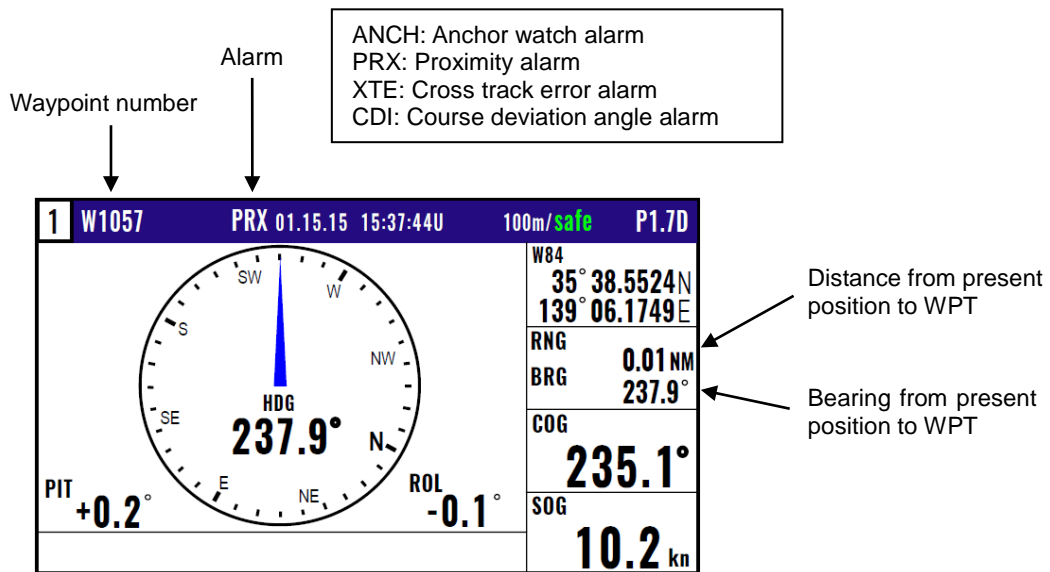 ANCH: Anchor watch alarm
PRX: Proximity alarm
XTE: Cross track error alarm
CDI: Course deviation angle alarm
Alarm
Waypoint number
1 W1057 PRX 01.15.15 15:37:44U 100m/safe P1.7D
SW
W
S
NW
SE
N
E
NE
HDG
237.9°
PIT
+0.2°
ROL
-0.1°
W84
35°38.5524N
139°06.1749E
RNG
0.01 NM
BRG
237.9°
COG
235.1°
SOG
10.2 kn
Distance from present
position to WPT
Bearing from present
position to WPT